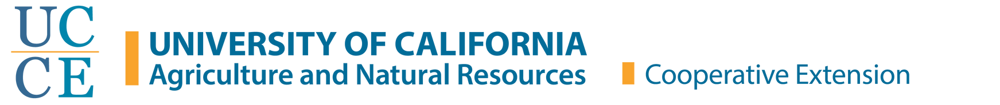 UC
CE
UNIVERSITY OF CALIFORNIA
Agriculture and Natural Resources
Cooperative Extension